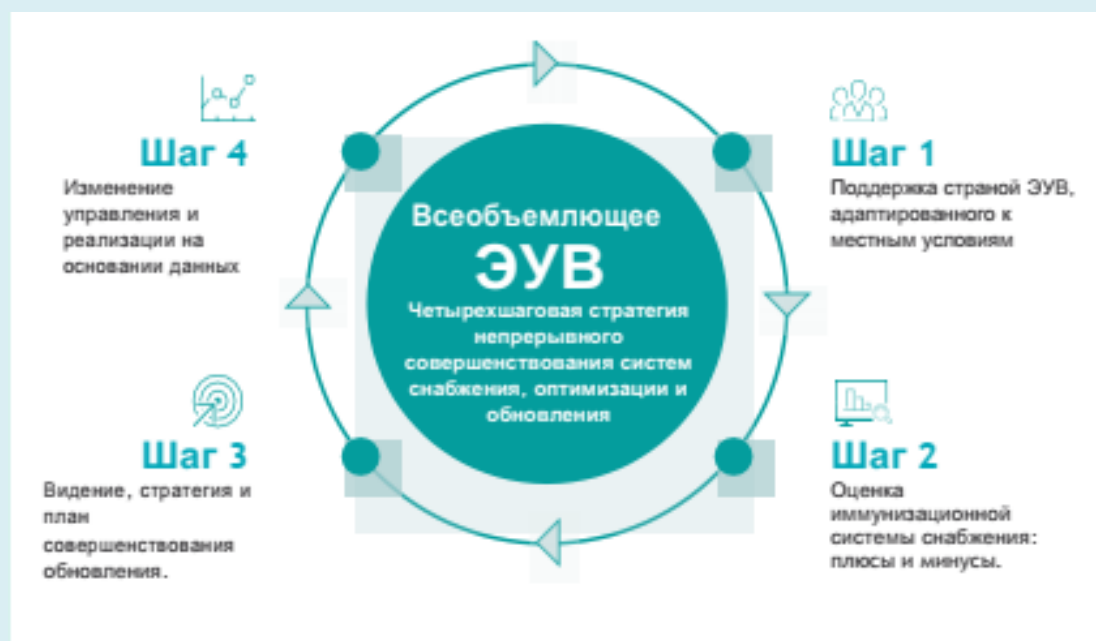 Всеобъемлющее
ЭУВ
Четырехшаговая стратегия
непрерывного
совершенствования систем
снабжения, оптимизации и
обновления
Шаг 1
Поддержка страной ЭУВ,
адаптированного к
местным условиям
Шаг 2
Оценка
иммунизационной
системы снабжения:
плюсы и минусы.
Шаг 3
Видение, стратегия и
план
совершенствования
обновления.
Шаг 4
Изменение
управления и
реализации на
основании данных